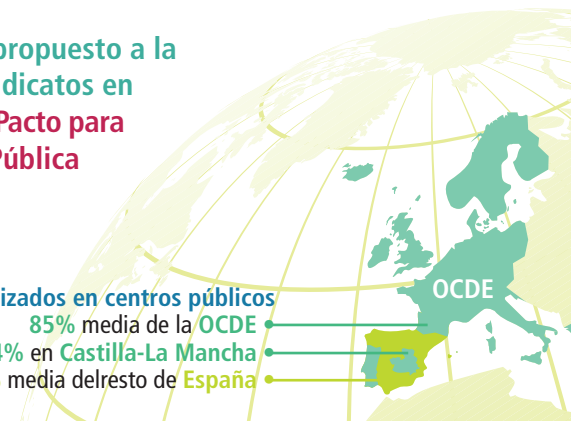 propuesto a la
dicatos en
Pacto para
Pública
izados en centros públicos
85% media de la OCDE
4% en Castilla-La Mancha
media delresto de España
OCDE